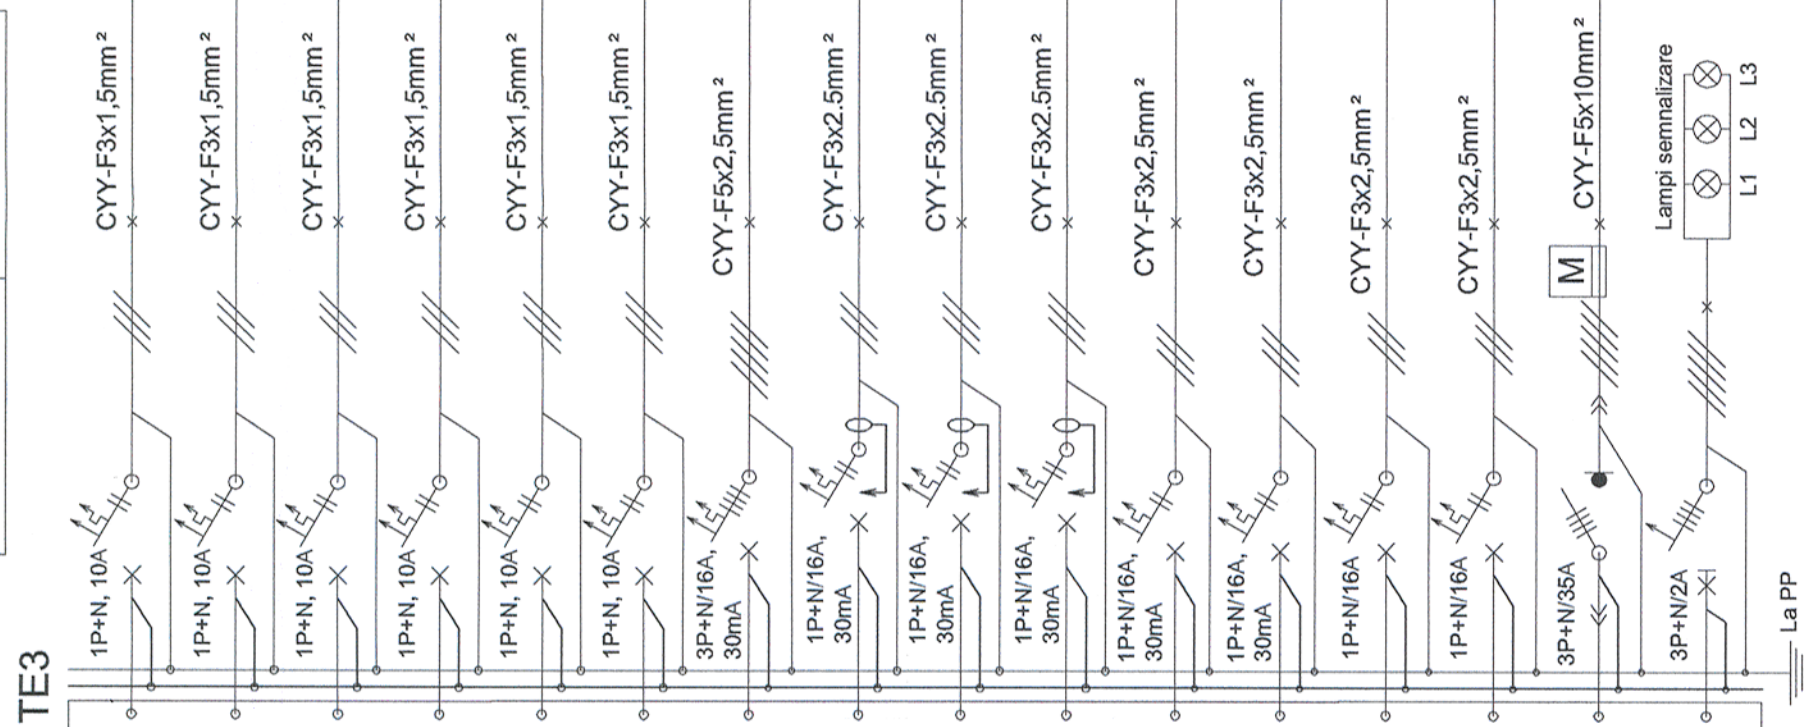 TE3
1P+N, 10A
CYY-F3x1,5mm²
1P+N, 10A
CYY-F3x1,5mm²
1P+N, 10A
CYY-F3x1,5mm²
1P+N, 10A
CYY-F3x1,5mm²
1P+N, 10A
CYY-F3x1,5mm²
1P+N, 10A
CYY-F3x1,5mm²
3P+N/16A,
30mA
CYY-F5x2,5mm²
1P+N/16A,
30mA
CYY-F3x2.5mm²
1P+N/16A,
30mA
CYY-F3x2.5mm²
1P+N/16A,
30mA
CYY-F3x2.5mm²
1P+N/16A,
30mA
CYY-F3x2,5mm²
1P+N/16A,
30mA
CYY-F3x2,5mm²
1P+N/16A
CYY-F3x2,5mm²
1P+N/16A
CYY-F3x2,5mm²
3P+N/35A
M
CYY-F5x10mm²
3P+N/2A
Lampi semnalizare
L1
L2
L3
La PP